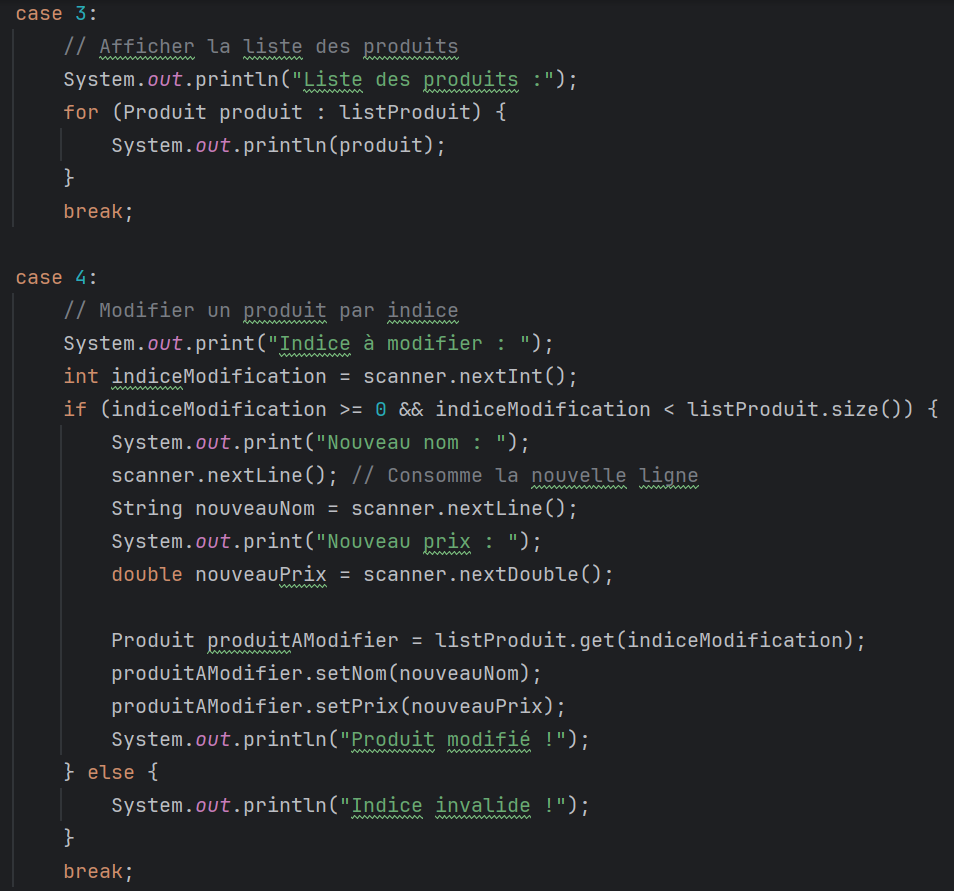 case 3:
// Afficher la liste des produits
System.out.println("Liste des produits :");
for (Produit produit : listProduit) {
System.out.println(produit);
}
break;
case 4:
// Modifier un produit par indice
System.out.print("Indice à modifier : ");
int indiceModification = scanner.nextInt();
if (indiceModification >= 0 && indiceModification < listProduit.size()) {
System.out.print("Nouveau nom : ");
scanner.nextLine(); // Consomme la nouvelle ligne
String nouveauNom = scanner.nextLine();
System.out.print("Nouveau prix : ");
double nouveauPrix = scanner.nextDouble();
Produit produitAModifier = listProduit.get(indiceModification);
produitAModifier.setNom(nouveauNom);
produitAModifier.setPrix(nouveauPrix);
System.out.println("Produit modifié !");
} else {
System.out.println("Indice invalide !");
}
break;